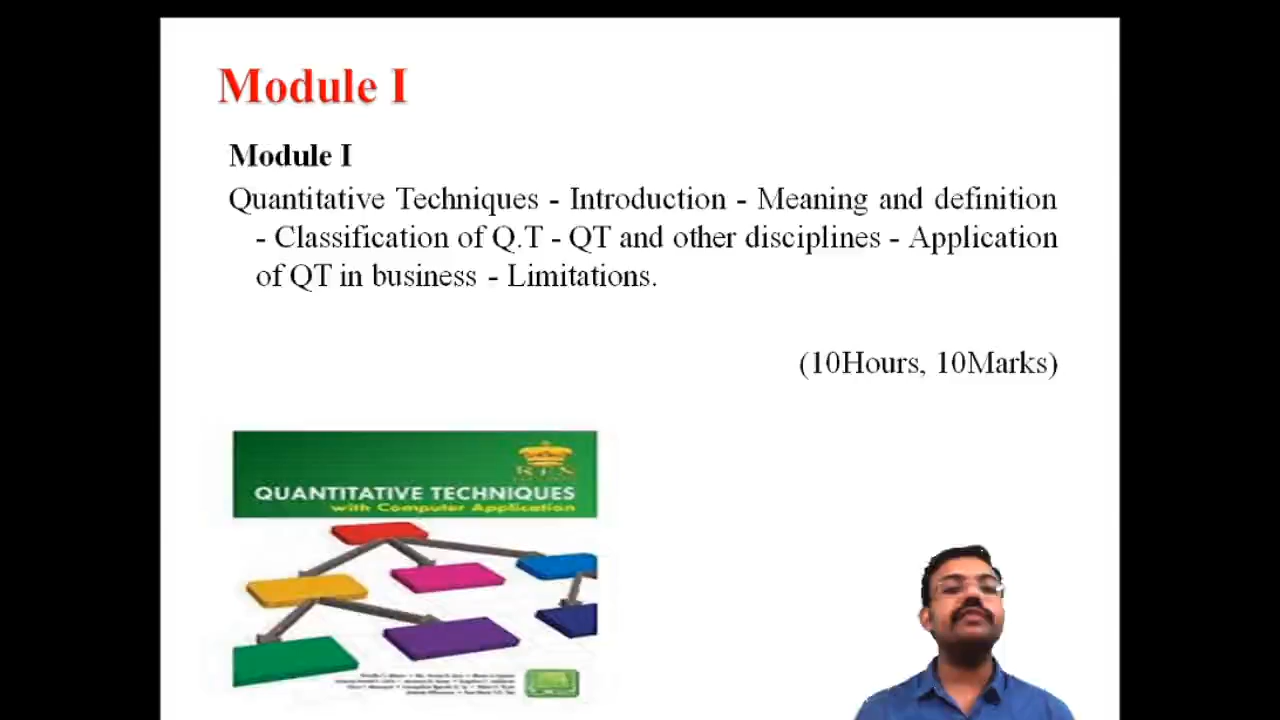 Module I
Module I
Quantitative Techniques - Introduction - Meaning and definition
- Classification of Q.T - QT and other disciplines - Application
of QT in business - Limitations.
(10Hours, 10Marks)
QUANTITATIVE TECHNIQUES
with Computer Application